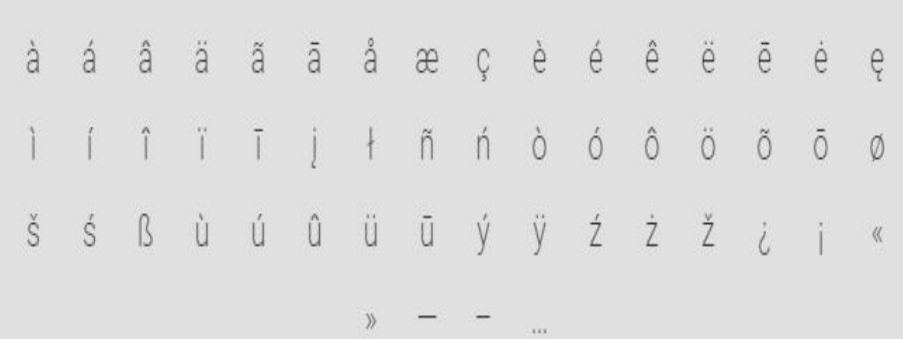 à á â ä ã ā å æ ç è é ê ë ē ė ę
ì í î ï ī į ł ñ ń ò ó ô ö õ ō ø
š ś ß ù ú û ü ū ý ÿ ź ż ž ¿ ¡ «
» — – …